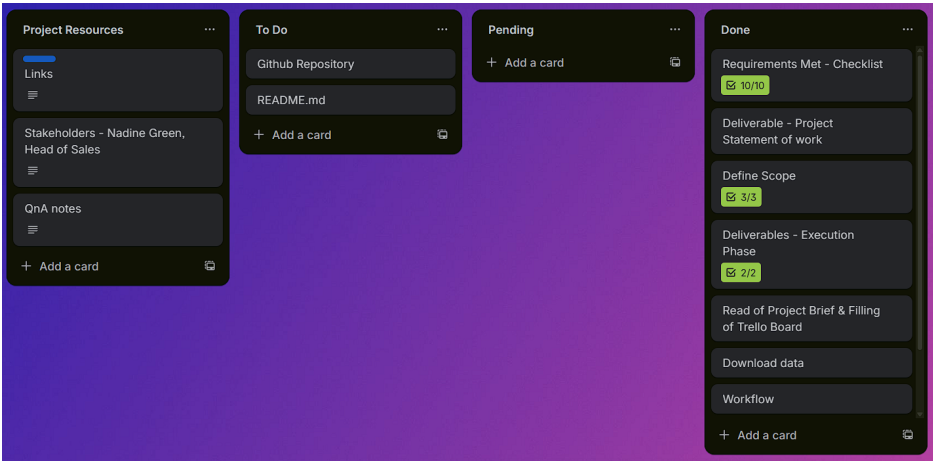 Project Resources
Links
Stakeholders - Nadine Green,
Head of Sales
QnA notes
+ Add a card
To Do
Github Repository
README.md
+ Add a card
Pending
+ Add a card
Done
Requirements Met - Checklist
10/10
Deliverable - Project
Statement of work
Define Scope
3/3
Deliverables - Execution
Phase
2/2
Read of Project Brief & Filling
of Trello Board
Download data
Workflow
+ Add a card